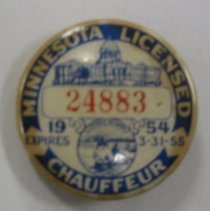 MINNESOTA LICENSED
24883
19 54
EXPIRES 3-31-55
CHAUFFEUR